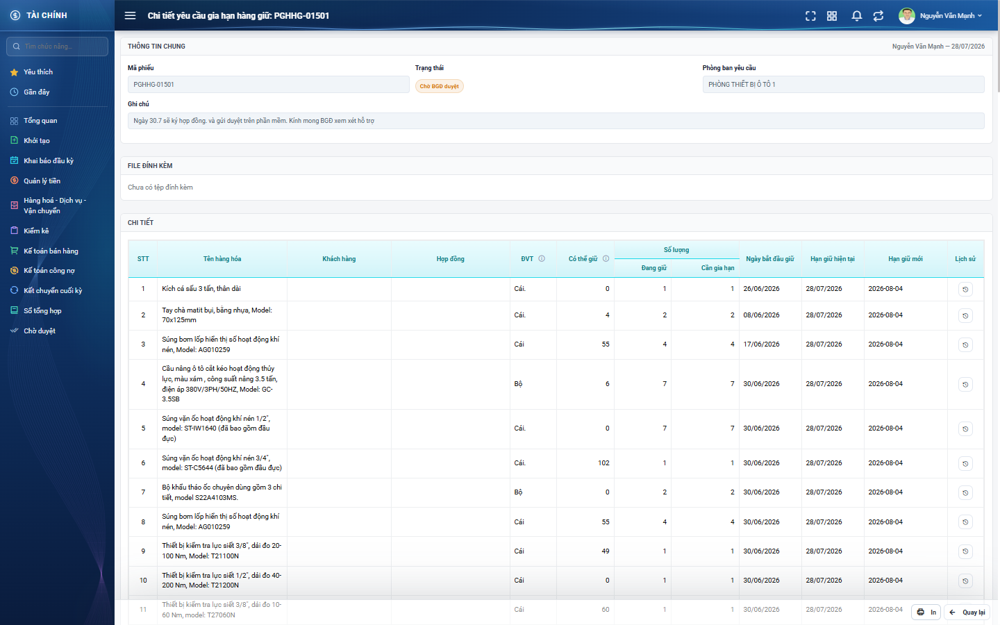 TÀI CHÍNH
Chi tiết yêu cầu gia hạn hàng giữ: PGHHG-01501
Nguyễn Văn Mạnh
Tìm chức năng...
Yêu thích
Gần đây
Tổng quan
Khởi tạo
Khai báo đầu kỳ
Quản lý tiền
Hàng hoá - Dịch vụ -
Vận chuyển
Kiểm kê
Kế toán bán hàng
Kế toán công nợ
Kết chuyển cuối kỳ
Sổ tổng hợp
Chờ duyệt
THÔNG TIN CHUNG
Nguyễn Văn Mạnh — 28/07/2026
Mã phiếu
Trạng thái
Phòng ban yêu cầu
PGHHG-01501
Chờ BGĐ duyệt
PHÒNG THIẾT BỊ Ô TÔ 1
Ghi chú
Ngày 30.7 sẽ ký hợp đồng. và gửi duyệt trên phần mềm. Kính mong BGĐ xem xét hỗ trợ
FILE ĐÍNH KÈM
Chưa có tệp đính kèm
CHI TIẾT
STT Tên hàng hóa Khách hàng Hợp đồng ĐVT Có thể giữ Số lượng Ngày bắt đầu giữ Hạn giữ hiện tại Hạn giữ mới Lịch sử
Đang giữ Cần gia hạn
1 Kích cá sấu 3 tấn, thân dài Cái. 0 1 1 26/06/2026 28/07/2026 2026-08-04
2 Tay chà matit bụi, bằng nhựa, Model:
70x125mm Cái. 4 2 2 08/06/2026 28/07/2026 2026-08-04
3 Súng bơm lốp hiển thị số hoạt động khí
nén, Model: AG010259 Cái 55 4 4 17/06/2026 28/07/2026 2026-08-04
4 Cầu nâng ô tô cắt kéo hoạt động thủy
lực, màu xám , công suất nâng 3.5 tấn,
điện áp 380V/3PH/50HZ, Model: GC-
3.5SB Bộ 6 7 7 30/06/2026 28/07/2026 2026-08-04
5 Súng vặn ốc hoạt động khí nén 1/2",
model: ST-IW1640 (đã bao gồm đầu
đực) Cái. 0 7 7 30/06/2026 28/07/2026 2026-08-04
6 Súng vặn ốc hoạt động khí nén 3/4",
model: ST-C5644 (đã bao gồm đầu đực) Cái. 102 1 1 30/06/2026 28/07/2026 2026-08-04
7 Bộ khẩu tháo ốc chuyên dùng gồm 3 chi
tiết, model S22A4103MS. Bộ 0 2 2 30/06/2026 28/07/2026 2026-08-04
8 Súng bơm lốp hiển thị số hoạt động khí
nén, Model: AG010259 Cái 55 4 4 30/06/2026 28/07/2026 2026-08-04
9 Thiết bị kiểm tra lực siết 3/8", dải đo 20-
100 Nm, Model: T21100N Cái 49 1 1 30/06/2026 28/07/2026 2026-08-04
10 Thiết bị kiểm tra lực siết 1/2", dải đo 40-
200 Nm, Model: T21200N Cái 0 1 1 30/06/2026 28/07/2026 2026-08-04
11 Thiết bị kiểm tra lực siết 3/8", dải đo 10-
60 Nm, model: T27060N Cái 60 1 1 30/06/2026 28/07/2026 2026-08-04
In
Quay lại